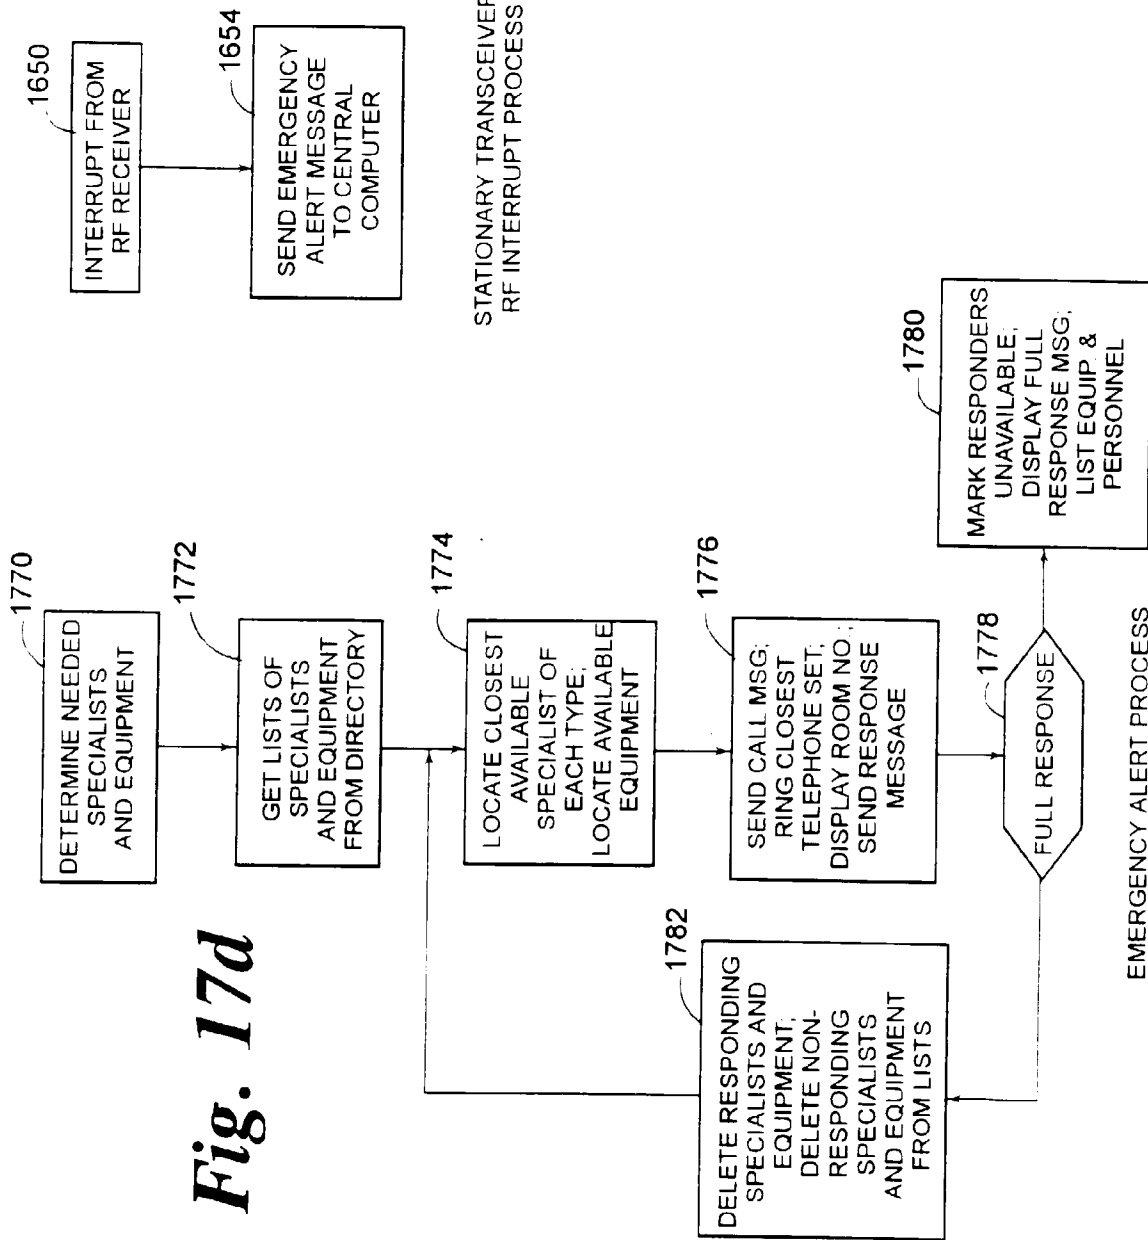 Fig. 17d
1770
DETERMINE NEEDED
SPECIALISTS
AND EQUIPMENT
1772
GET LISTS OF
SPECIALISTS
AND EQUIPMENT
FROM DIRECTORY
1774
LOCATE CLOSEST
AVAILABLE
SPECIALIST OF
EACH TYPE;
LOCATE AVAILABLE
EQUIPMENT
1776
SEND CALL MSG;
RING CLOSEST
TELEPHONE SET;
DISPLAY ROOM NO.;
SEND RESPONSE
MESSAGE
1778
FULL RESPONSE
1780
MARK RESPONDERS
UNAVAILABLE;
DISPLAY FULL
RESPONSE MSG;
LIST EQUIP. &
PERSONNEL
1782
DELETE RESPONDING
SPECIALISTS AND
EQUIPMENT;
DELETE NON-
RESPONDING
SPECIALISTS
AND EQUIPMENT
FROM LISTS
EMERGENCY ALERT PROCESS
1650
INTERRUPT FROM
RF RECEIVER
1654
SEND EMERGENCY
ALERT MESSAGE
TO CENTRAL
COMPUTER
STATIONARY TRANSCEIVER
RF INTERRUPT PROCESS